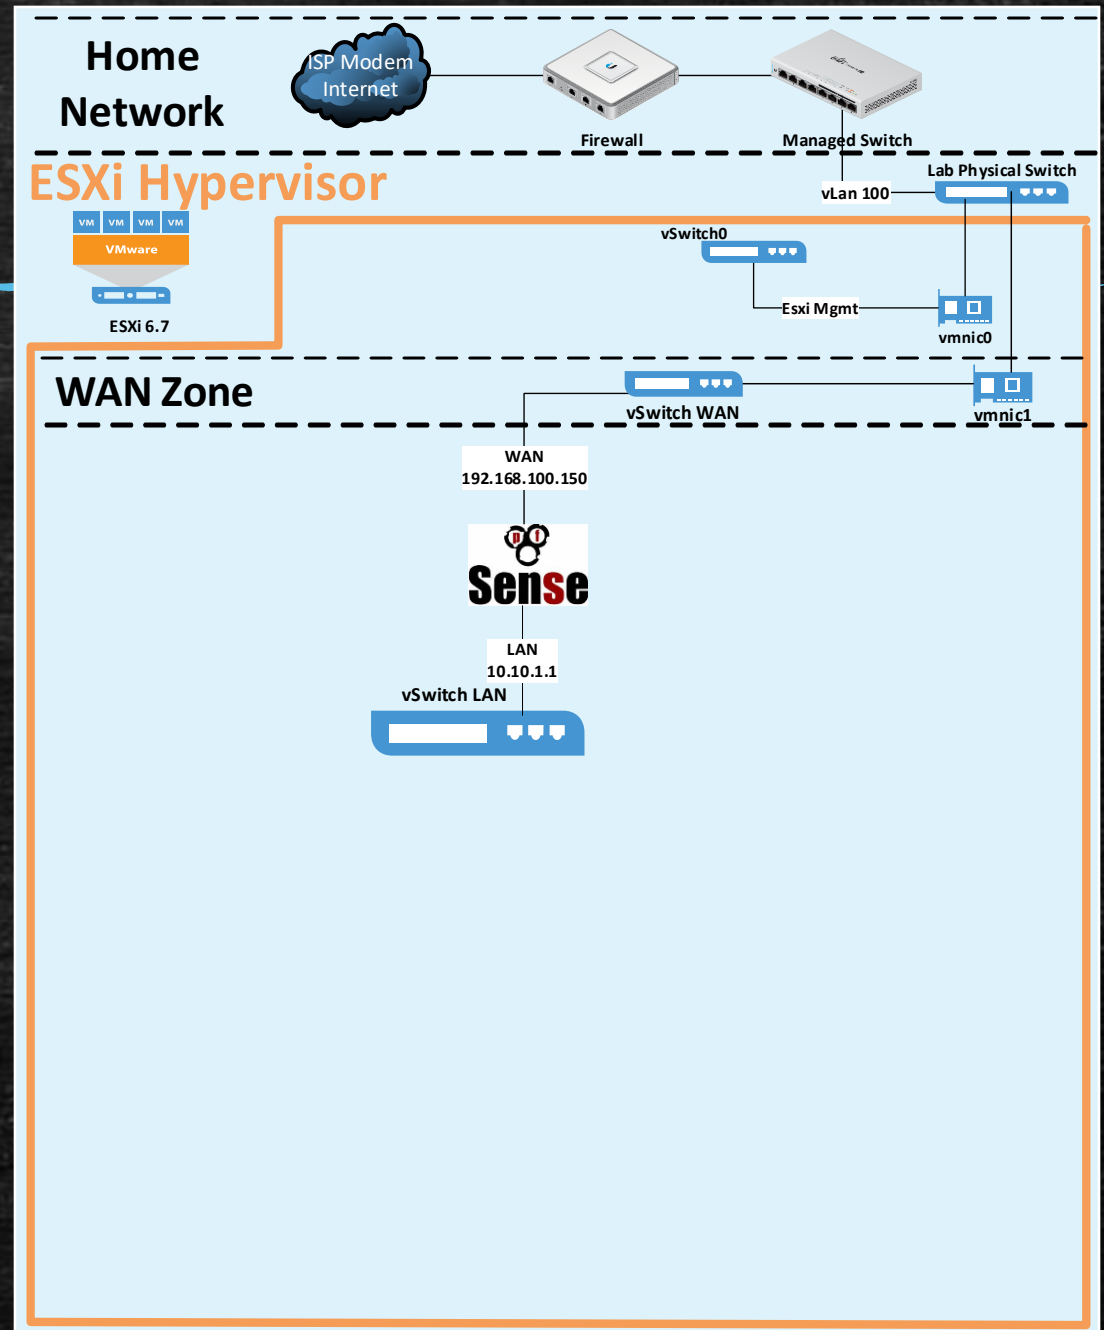 Home
Network
ISP Modem
Internet
Firewall
Managed Switch
ESXi Hypervisor
Lab Physical Switch
vLan 100
VM VM VM VM
VMware
ESXi 6.7
vSwitch0
Esxi Mgmt
vmnic0
WAN Zone
vSwitch WAN
vmnic1
WAN
192.168.100.150
pf
Sense
LAN
10.10.1.1
vSwitch LAN